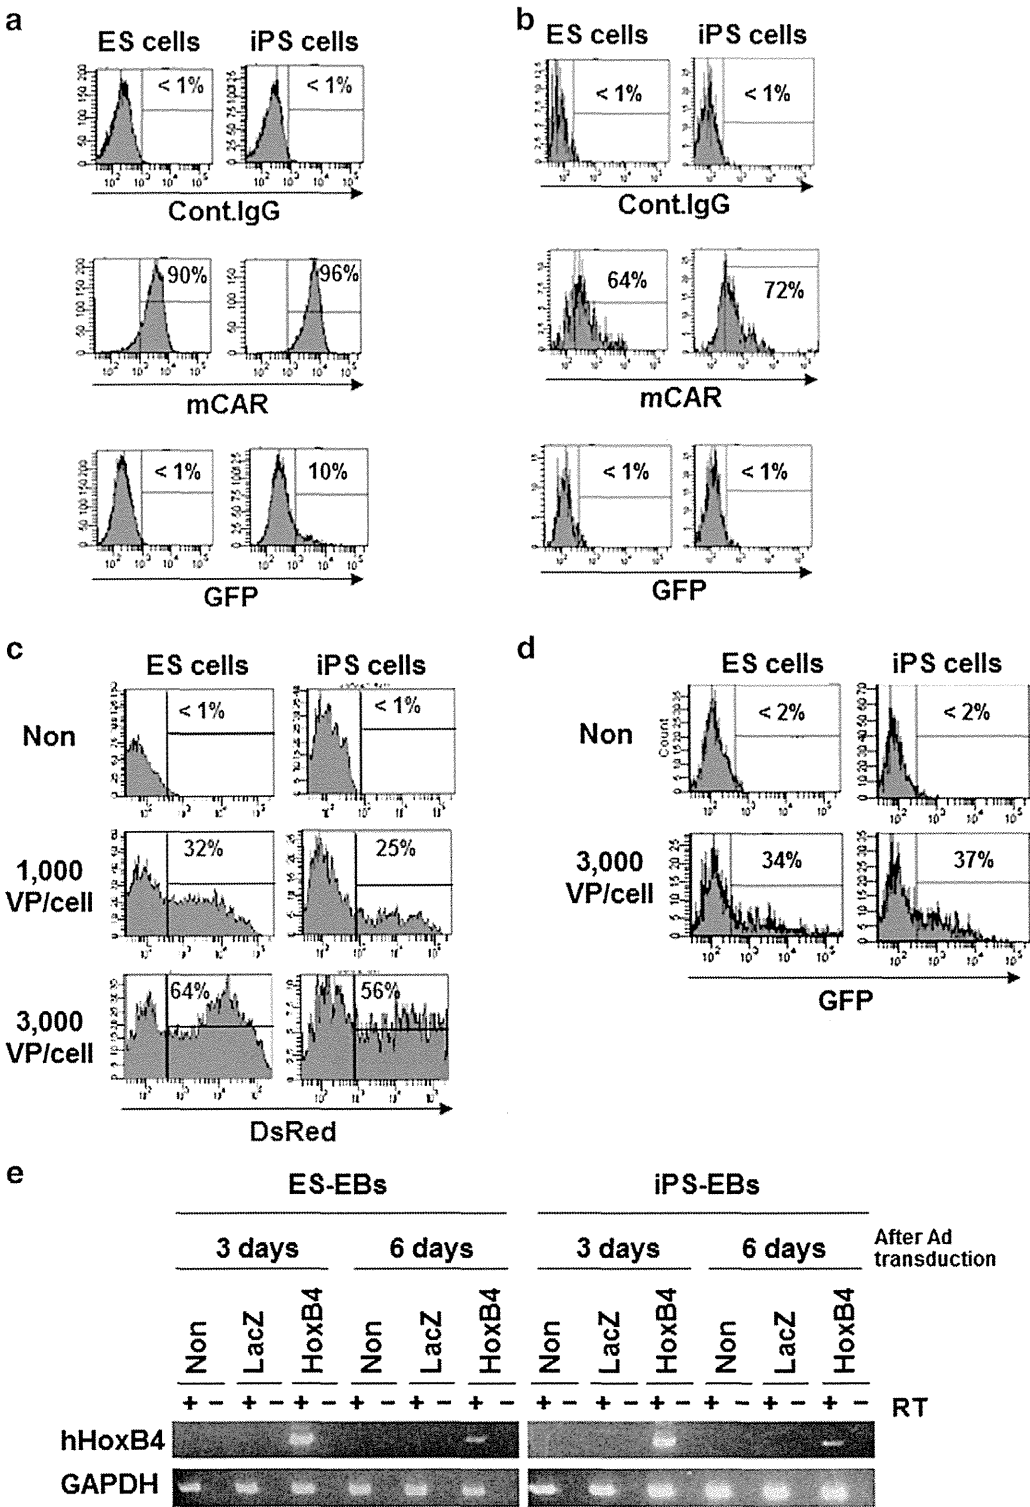 a
ES cells iPS cells
< 1% < 1%
Cont.IgG
90% 96%
mCAR
< 1% 10%
GFP
b
ES cells iPS cells
< 1% < 1%
Cont.IgG
64% 72%
mCAR
< 1% < 1%
GFP
c
ES cells iPS cells
Non
< 1% < 1%
1,000
VP/cell
32% 25%
3,000
VP/cell
64% 56%
DsRed
d
ES cells iPS cells
Non
Count
< 2% < 2%
3,000
VP/cell
34% 37%
GFP
e
ES-EBs iPS-EBs
3 days 6 days 3 days 6 days
After Ad
transduction
Non LacZ HoxB4 Non LacZ HoxB4 Non LacZ HoxB4 Non LacZ HoxB4
+ − + − + − + − + − + − + − + − + − + − + − + − RT
hHoxB4
GAPDH